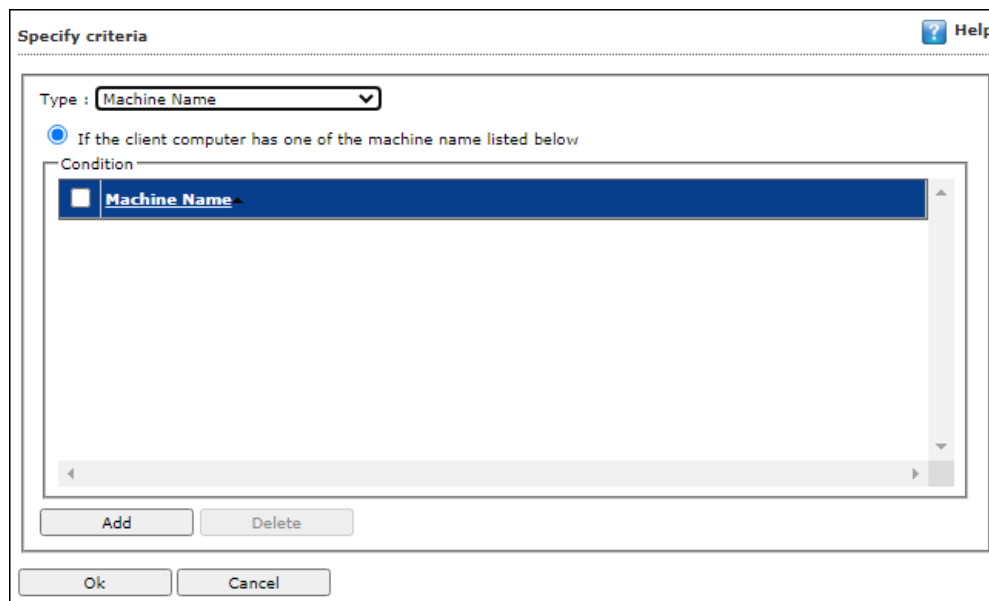 Specify criteria
Help
Type : Machine Name
If the client computer has one of the machine name listed below
Condition
Machine Name
Add Delete
Ok Cancel